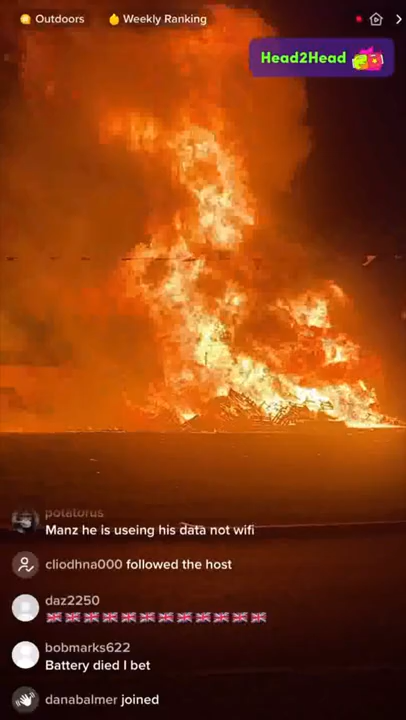 Outdoors
Weekly Ranking
Head2Head
potatorus
Manz he is useing his data not wifi
cliodhna000 followed the host
daz2250
🇬🇧🇬🇧🇬🇧🇬🇧🇬🇧🇬🇧🇬🇧🇬🇧🇬🇧🇬🇧🇬🇧🇬🇧
bobmarks622
Battery died I bet
danabalmer joined